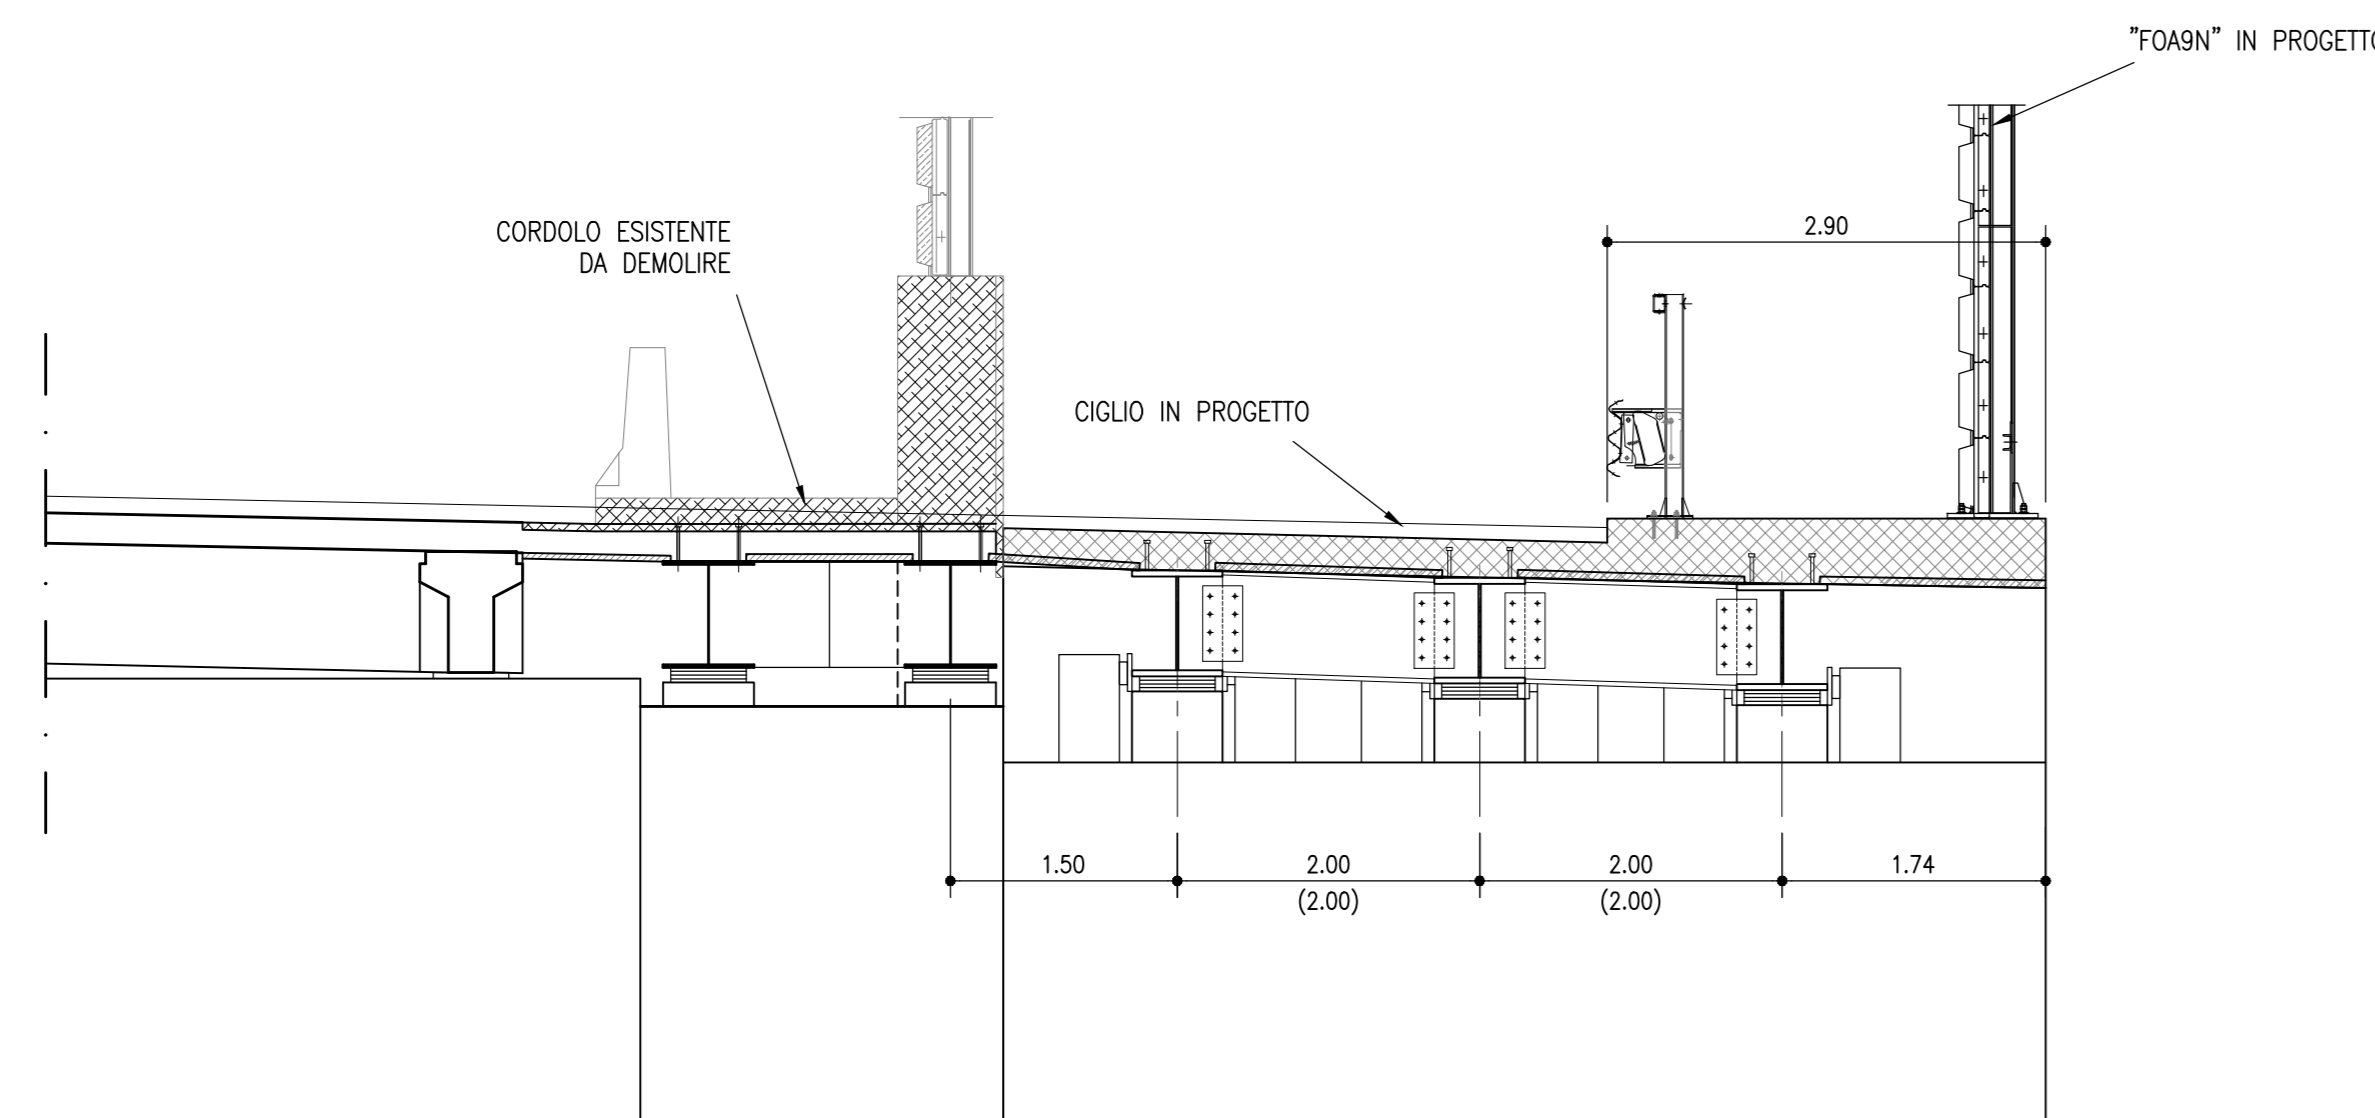 "FOA9N" IN PROGETTO
2.90
CORDOLO ESISTENTE
DA DEMOLIRE
CIGLIO IN PROGETTO
1.50
2.00
2.00
1.74
(2.00)
(2.00)